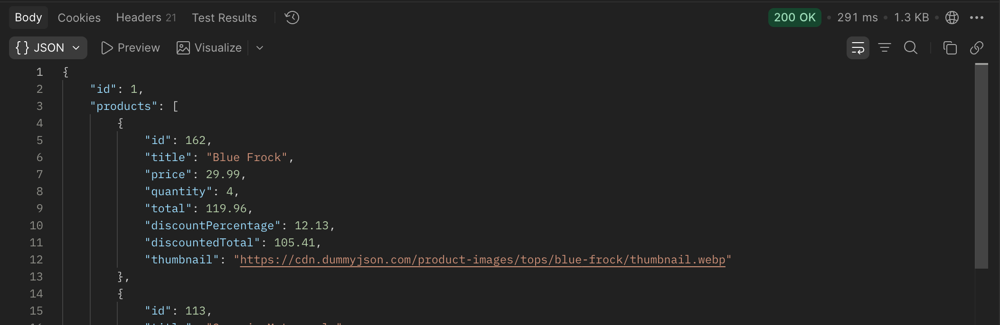 Body Cookies Headers 21 Test Results 200 OK • 291 ms • 1.3 KB •
{} JSON Preview Visualize
1 {
2 "id": 1,
3 "products": [
4 {
5 "id": 162,
6 "title": "Blue Frock",
7 "price": 29.99,
8 "quantity": 4,
9 "total": 119.96,
10 "discountPercentage": 12.13,
11 "discountedTotal": 105.41,
12 "thumbnail": "https://cdn.dummyjson.com/product-images/tops/blue-frock/thumbnail.webp"
13 },
14 {
15 "id": 113,